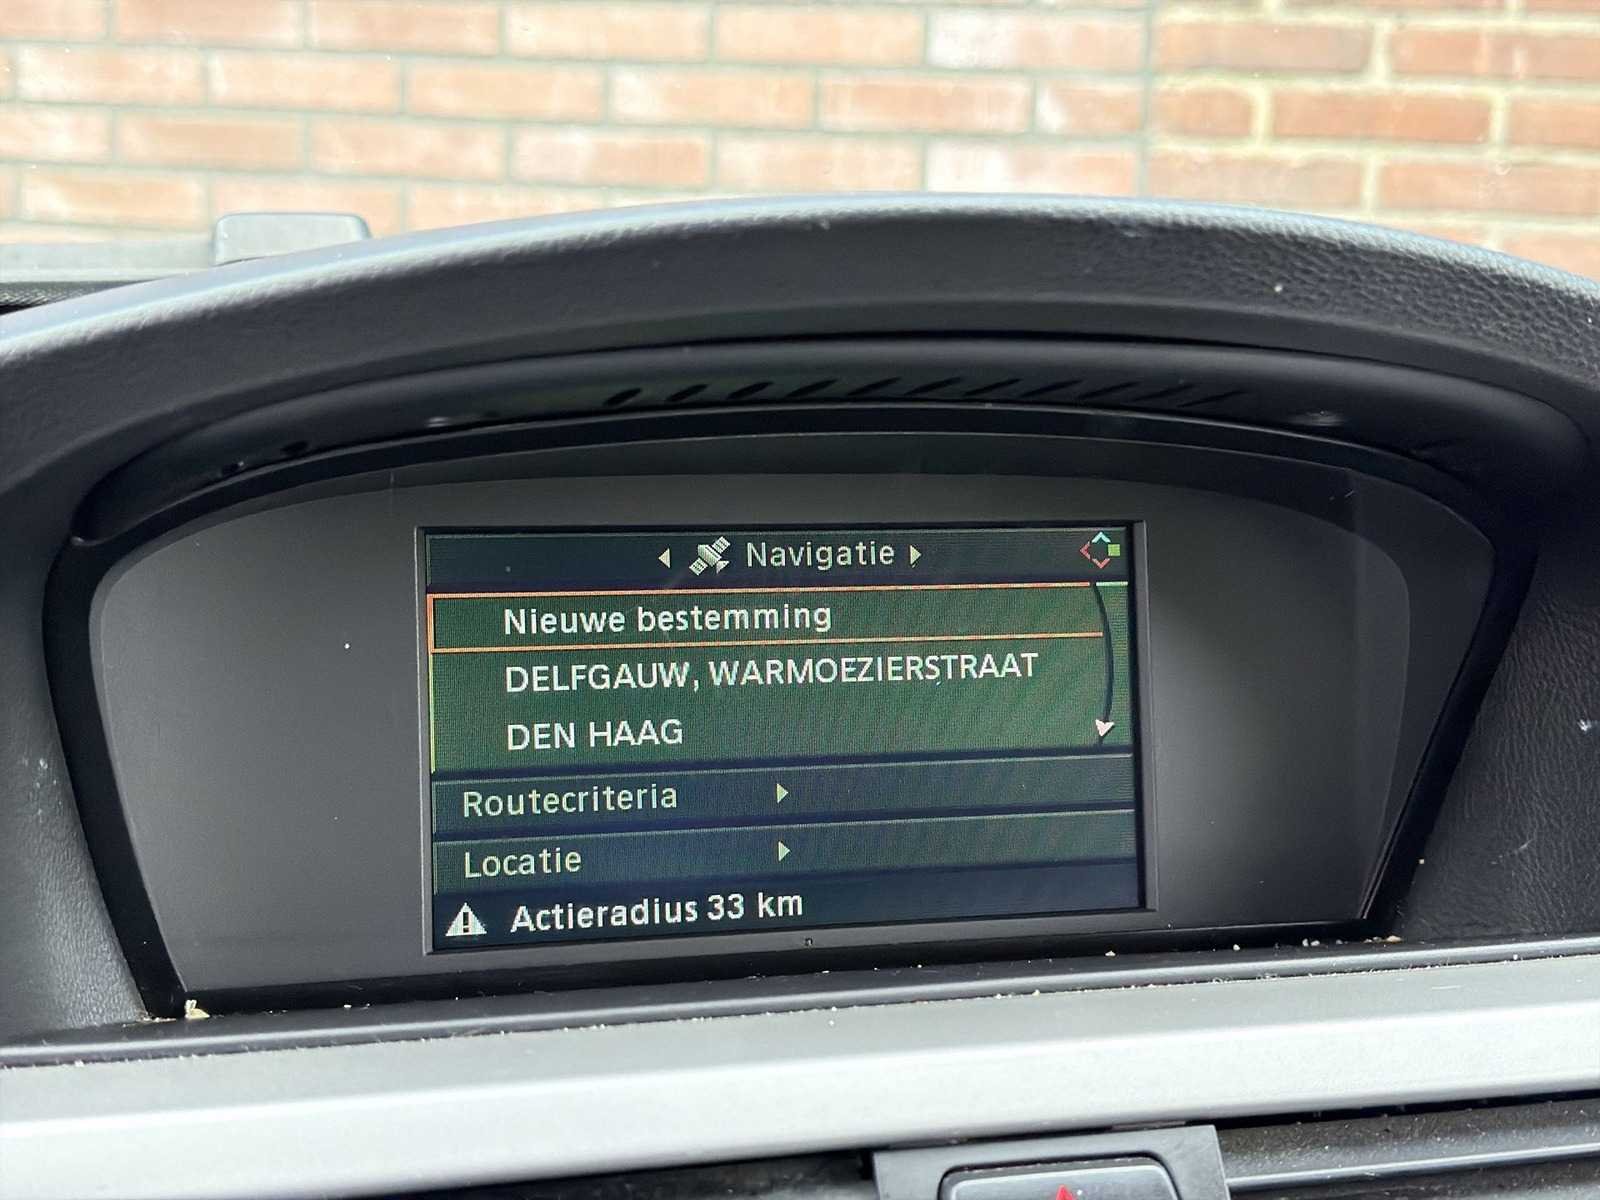 Navigatie
Nieuwe bestemming
DELFGAUW, WARMOEZIERSTRAAT
DEN HAAG
Routecriteria
Locatie
Actieradius 33 km